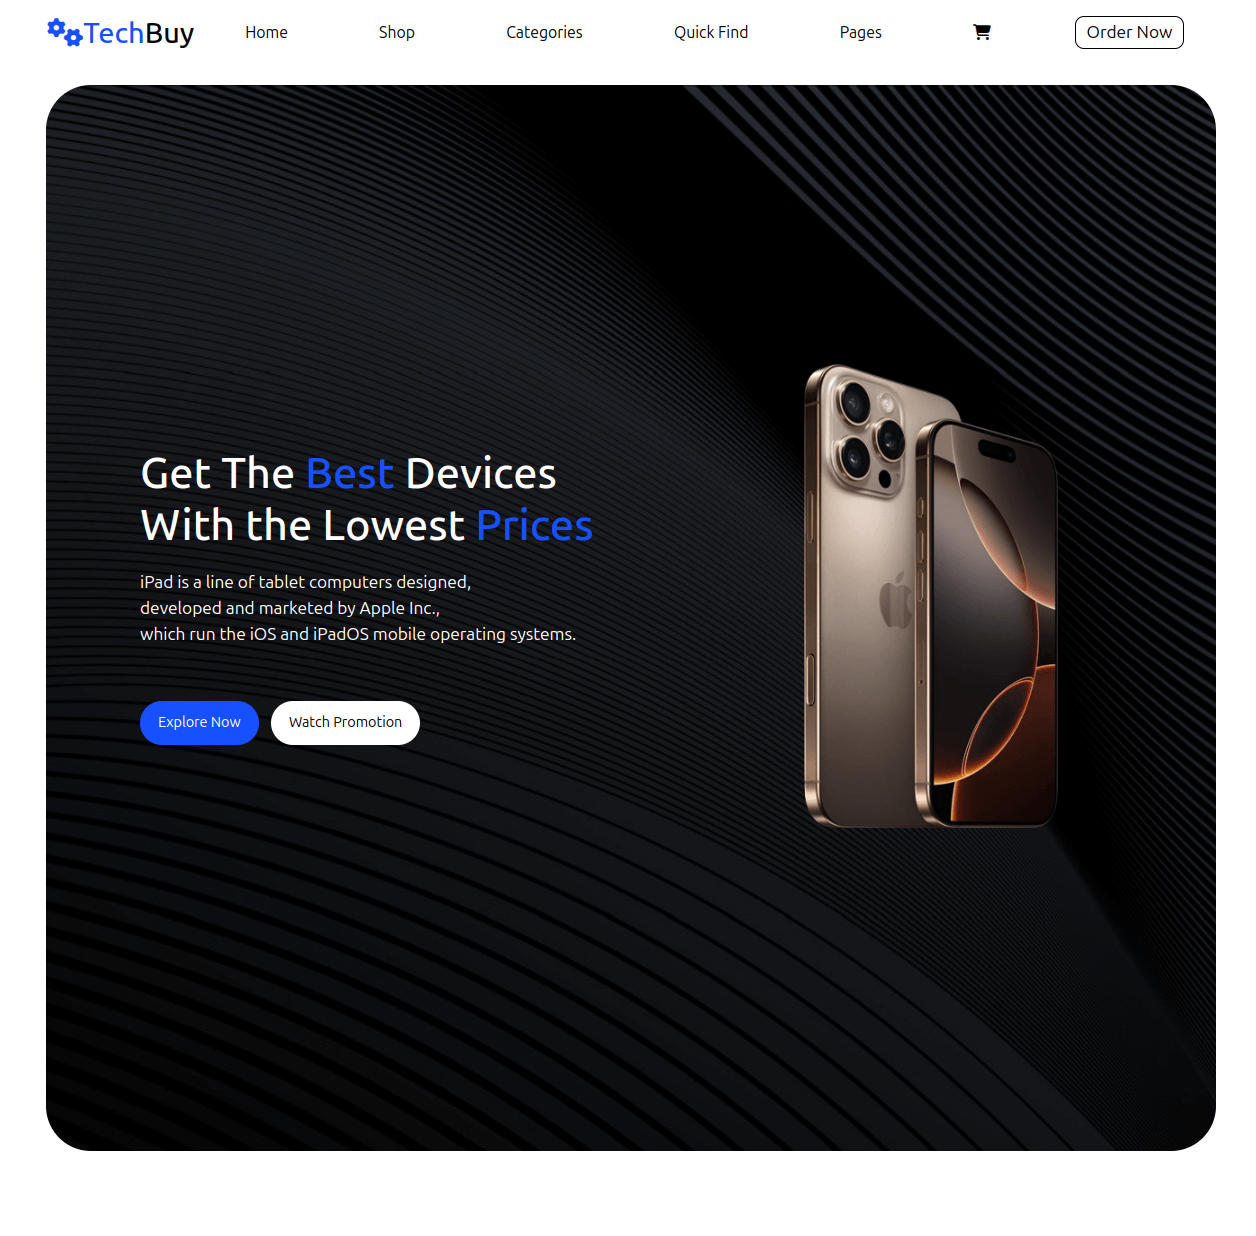 TechBuy
Home
Shop
Categories
Quick Find
Pages
Order Now
Get The Best Devices
With the Lowest Prices
iPad is a line of tablet computers designed,
developed and marketed by Apple Inc.,
which run the iOS and iPadOS mobile operating systems.
Explore Now
Watch Promotion